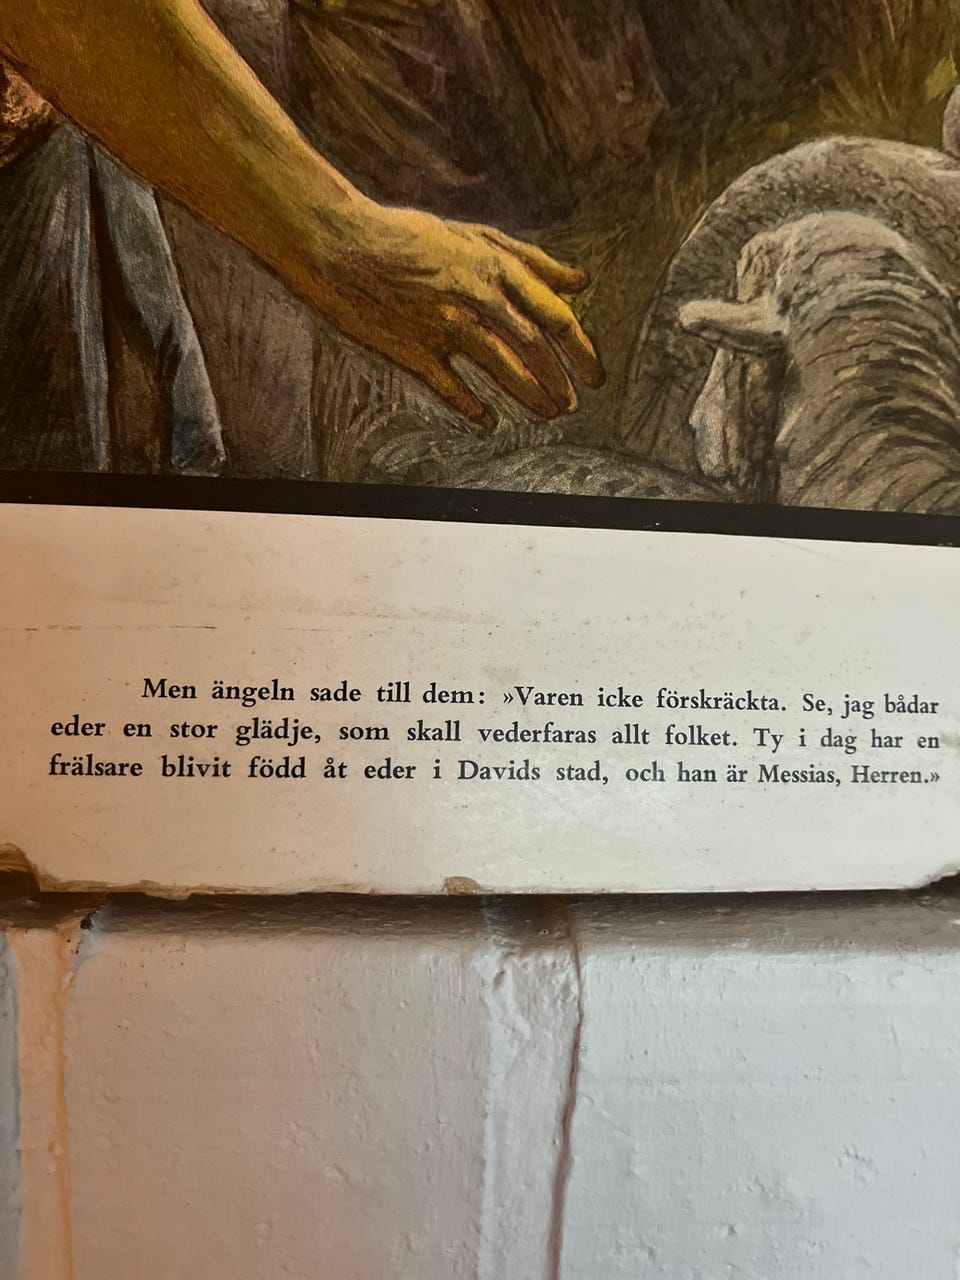 Men ängeln sade till dem: »Varen icke förskräckta. Se, jag bådar
eder en stor glädje, som skall vederfaras allt folket. Ty i dag har en
frälsare blivit född åt eder i Davids stad, och han är Messias, Herren.»